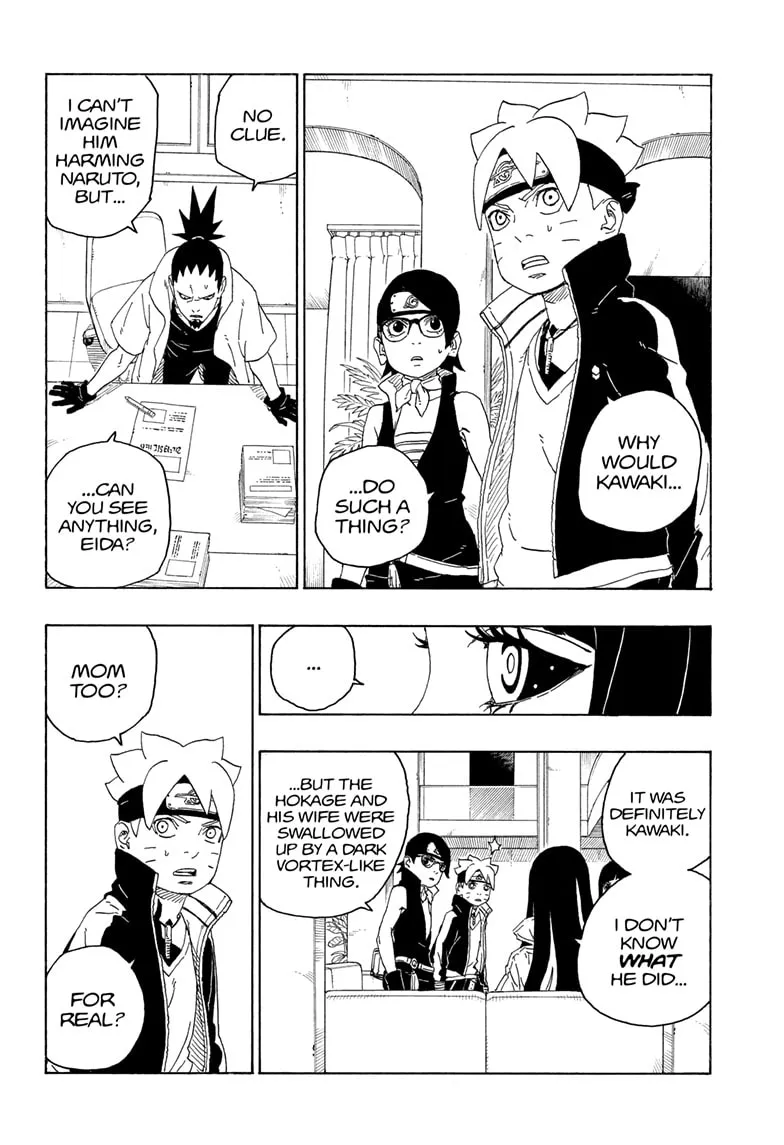 WHY
WOULD
KAWAKI...
...DO
SUCH A
THING?
NO
CLUE.
I CAN'T
IMAGINE
HIM
HARMING
NARUTO,
BUT...
...CAN
YOU SEE
ANYTHING,
EIDA?
...
IT WAS
DEFINITELY
KAWAKI.
I DON'T
KNOW
WHAT
HE DID...
...BUT THE
HOKAGE AND
HIS WIFE WERE
SWALLOWED
UP BY A DARK
VORTEX-LIKE
THING.
MOM
TOO?
FOR
REAL?